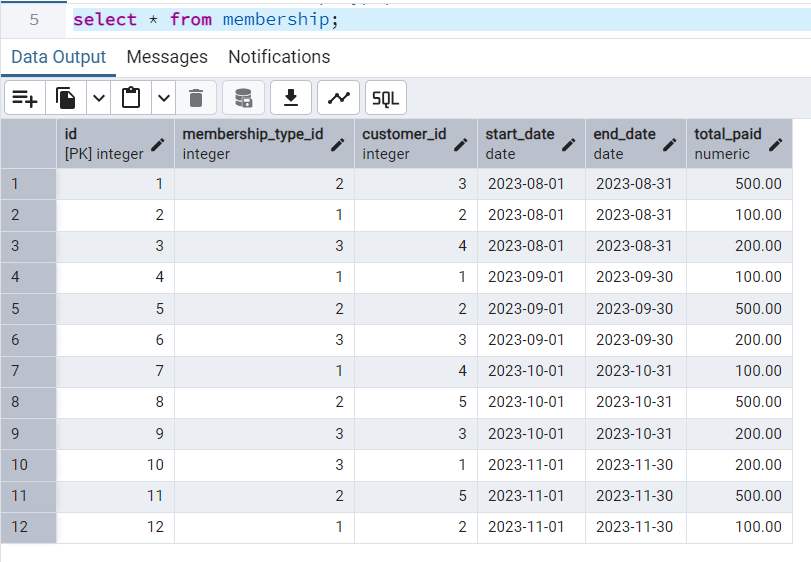 5 select * from membership;
Data Output Messages Notifications
SQL
id membership_type_id customer_id start_date end_date total_paid
[PK] integer integer integer date date numeric
1 1 2 3 2023-08-01 2023-08-31 500.00
2 2 1 2 2023-08-01 2023-08-31 100.00
3 3 3 4 2023-08-01 2023-08-31 200.00
4 4 1 1 2023-09-01 2023-09-30 100.00
5 5 2 2 2023-09-01 2023-09-30 500.00
6 6 3 3 2023-09-01 2023-09-30 200.00
7 7 1 4 2023-10-01 2023-10-31 100.00
8 8 2 5 2023-10-01 2023-10-31 500.00
9 9 3 3 2023-10-01 2023-10-31 200.00
10 10 3 1 2023-11-01 2023-11-30 200.00
11 11 2 5 2023-11-01 2023-11-30 500.00
12 12 1 2 2023-11-01 2023-11-30 100.00